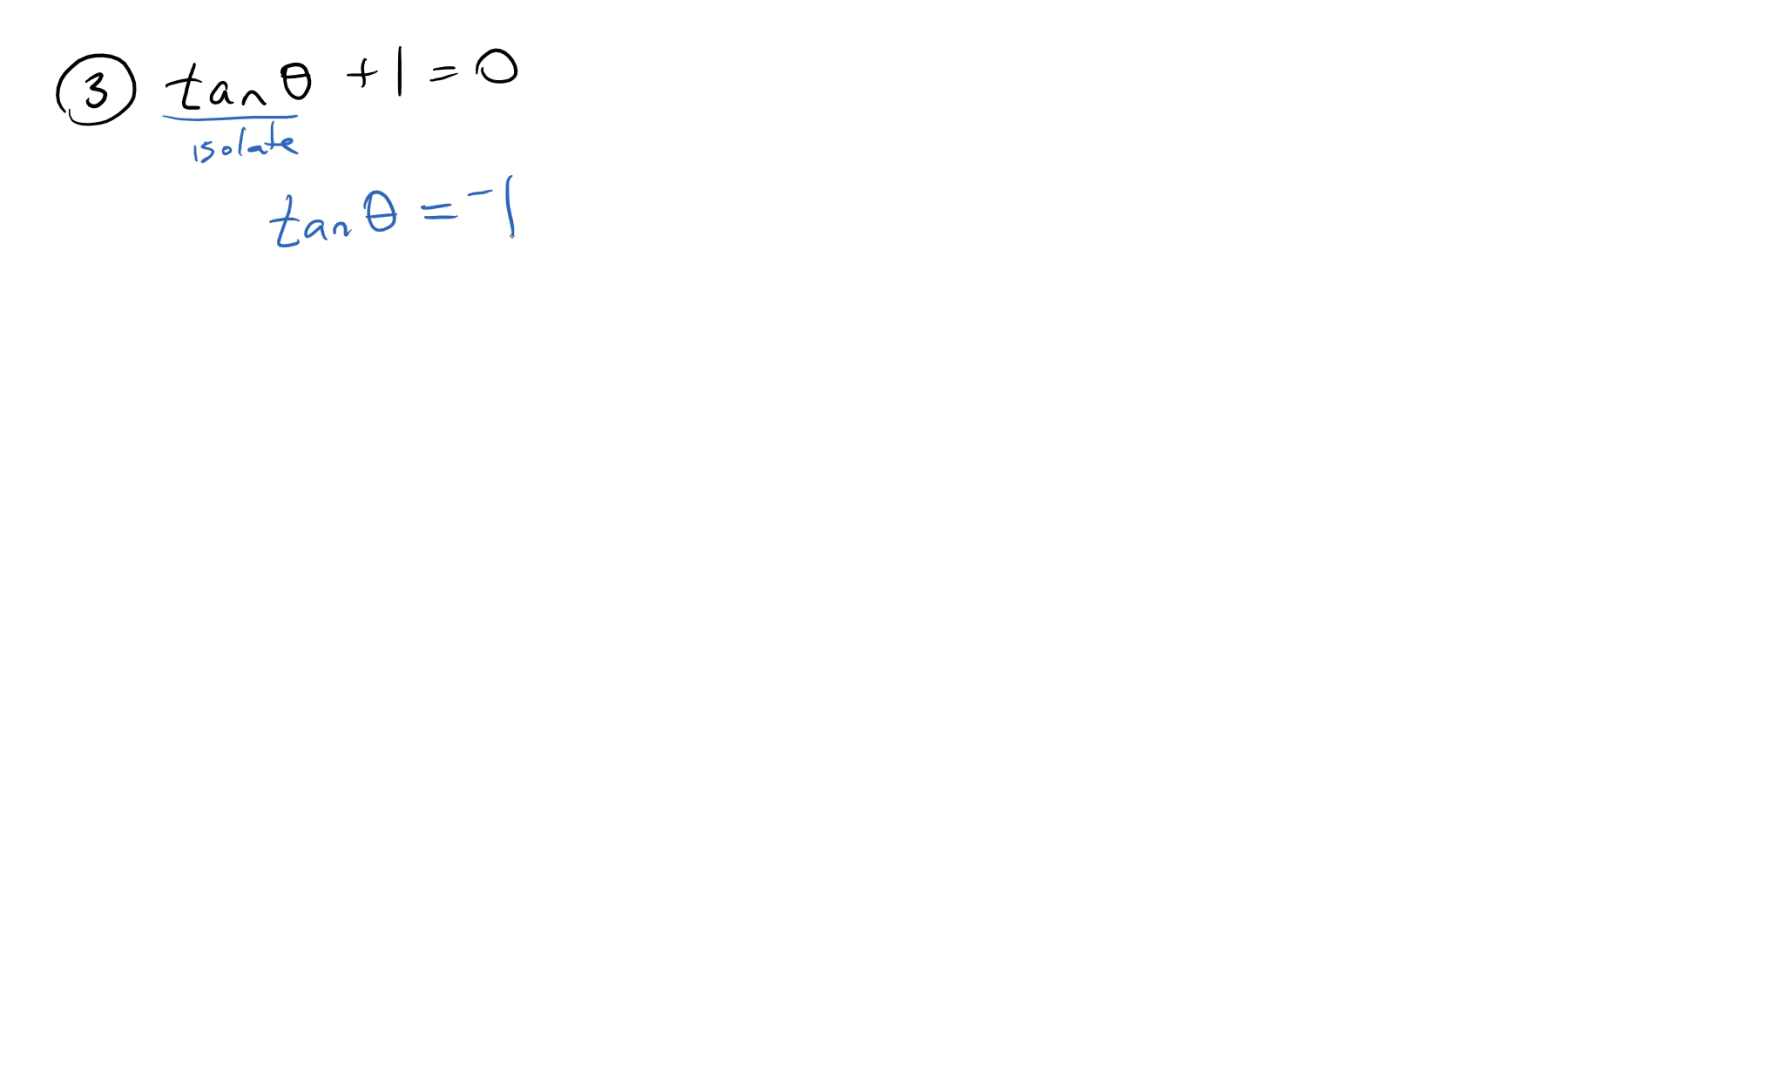 ③ tan θ + 1 = 0
isolate
tan θ = -1